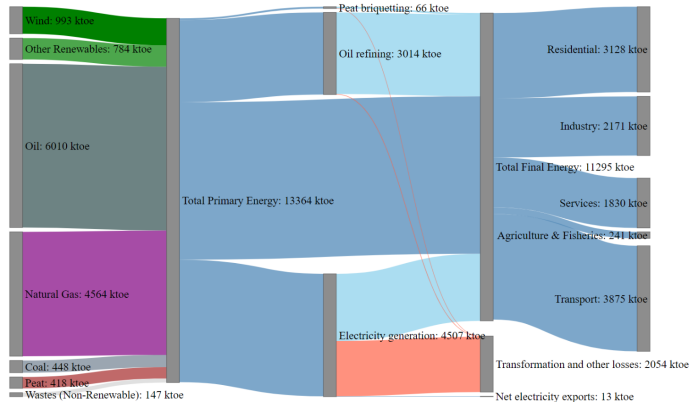 Wind: 993 ktoe
Other Renewables: 784 ktoe
Oil: 6010 ktoe
Natural Gas: 4564 ktoe
Coal: 448 ktoe
Peat: 418 ktoe
Wastes (Non-Renewable): 147 ktoe
Total Primary Energy: 13364 ktoe
Peat briquetting: 66 ktoe
Oil refining: 3014 ktoe
Electricity generation: 4507 ktoe
Total Final Energy: 11295 ktoe
Transformation and other losses: 2054 ktoe
Net electricity exports: 13 ktoe
Residential: 3128 ktoe
Industry: 2171 ktoe
Services: 1830 ktoe
Agriculture & Fisheries: 241 ktoe
Transport: 3875 ktoe